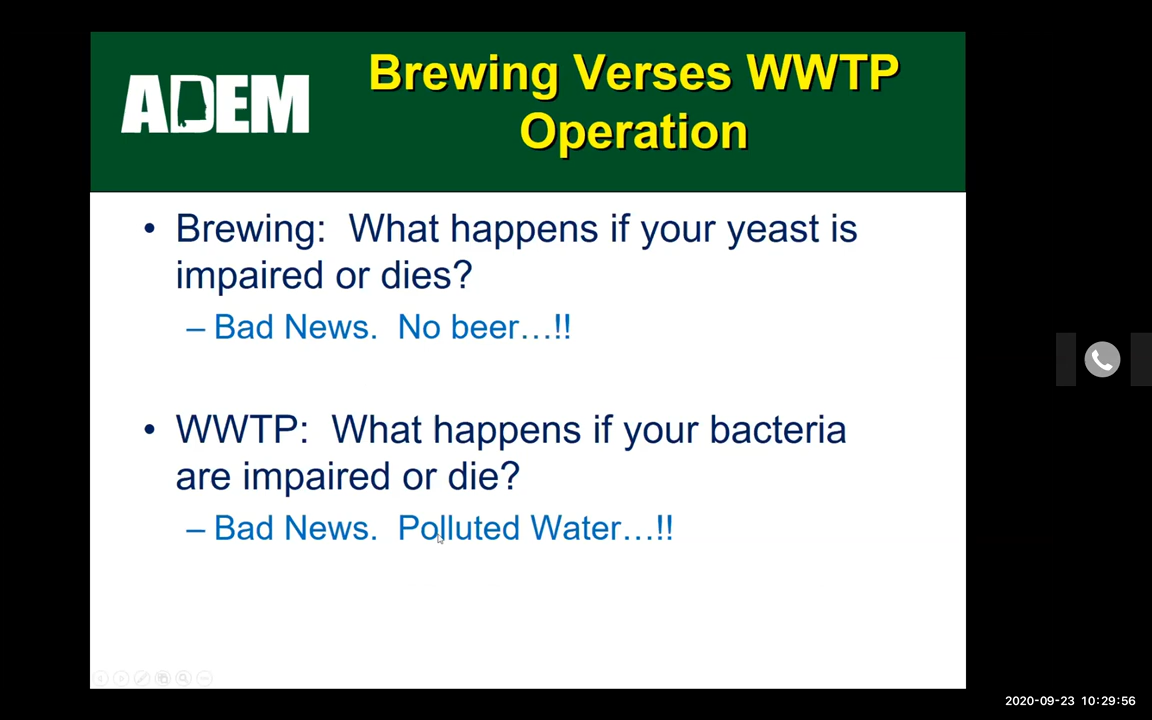 ADEM
Brewing Verses WWTP
Operation
• Brewing: What happens if your yeast is
impaired or dies?
– Bad News. No beer…!!
• WWTP: What happens if your bacteria
are impaired or die?
– Bad News. Polluted Water…!!
2020-09-23 10:29:56